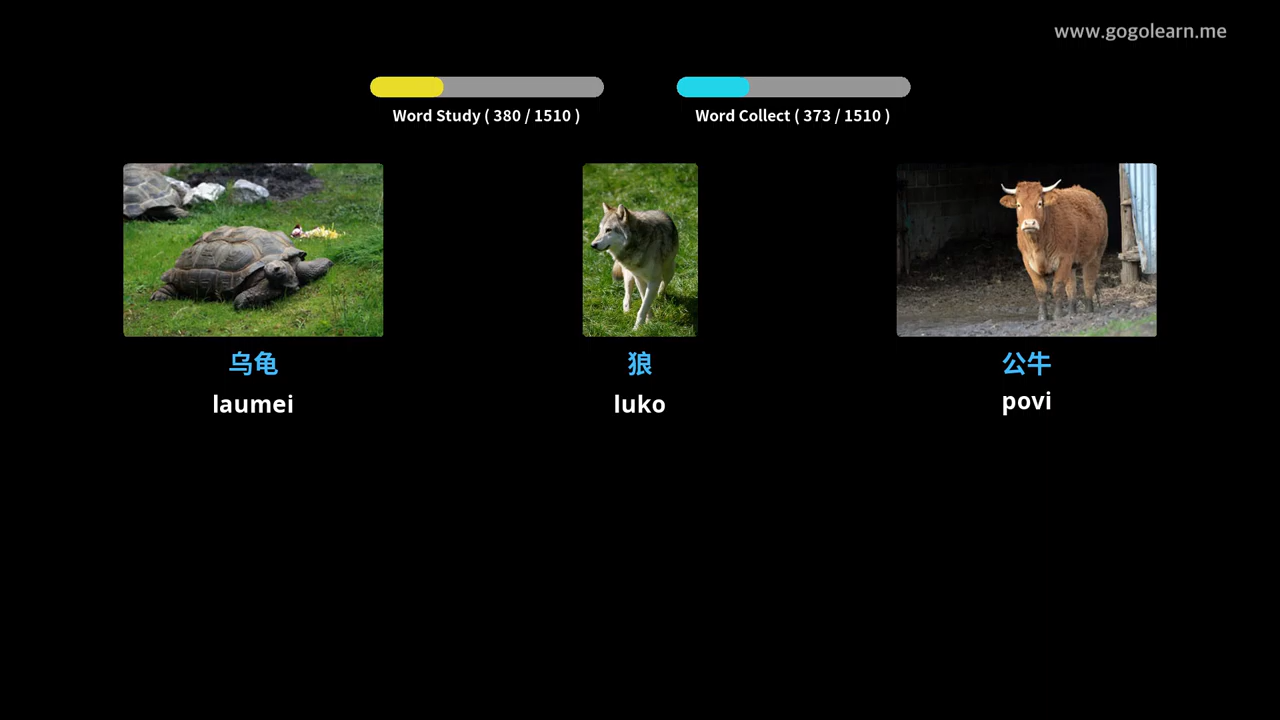 www.gogolearn.me
Word Study ( 380 / 1510 )
Word Collect ( 373 / 1510 )
乌龟
狼
公牛
laumei
luko
povi